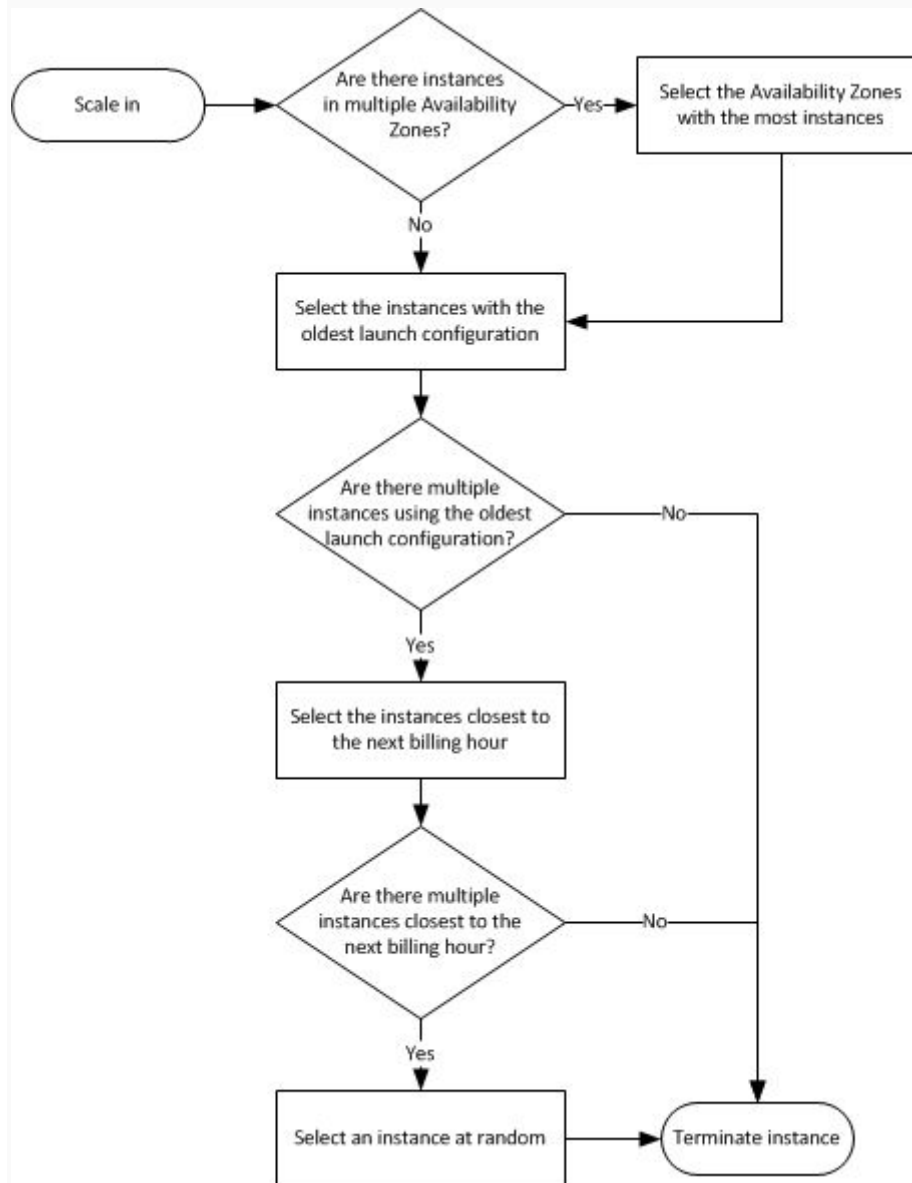 Scale in
Are there instances
in multiple Availability
Zones?
Yes
Select the Availability Zones
with the most instances
No
Select the instances with the
oldest launch configuration
Are there multiple
instances using the oldest
launch configuration?
No
Yes
Select the instances closest to
the next billing hour
Are there multiple
instances closest to the
next billing hour?
No
Yes
Select an instance at random
Terminate instance